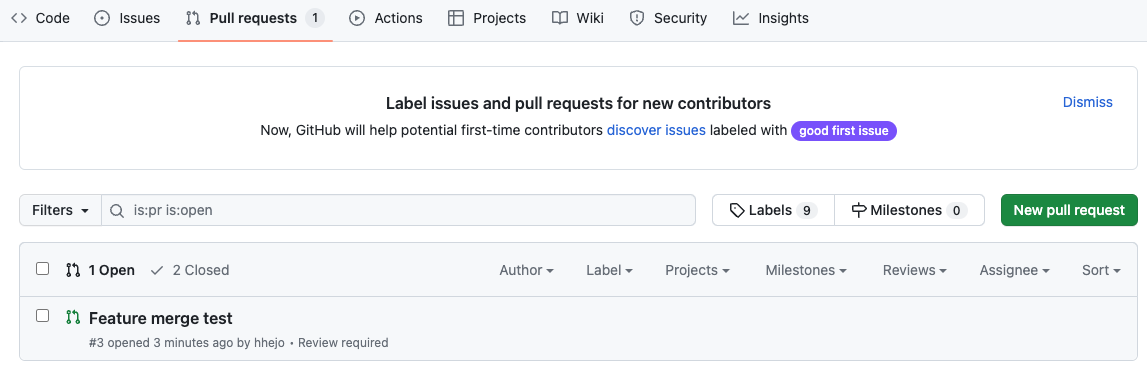 Code Issues Pull requests 1 Actions Projects Wiki Security Insights
Label issues and pull requests for new contributors
Dismiss
Now, GitHub will help potential first-time contributors discover issues labeled with good first issue
Filters is:pr is:open Labels 9 Milestones 0 New pull request
1 Open 2 Closed Author Label Projects Milestones Reviews Assignee Sort
Feature merge test
#3 opened 3 minutes ago by hhejo • Review required